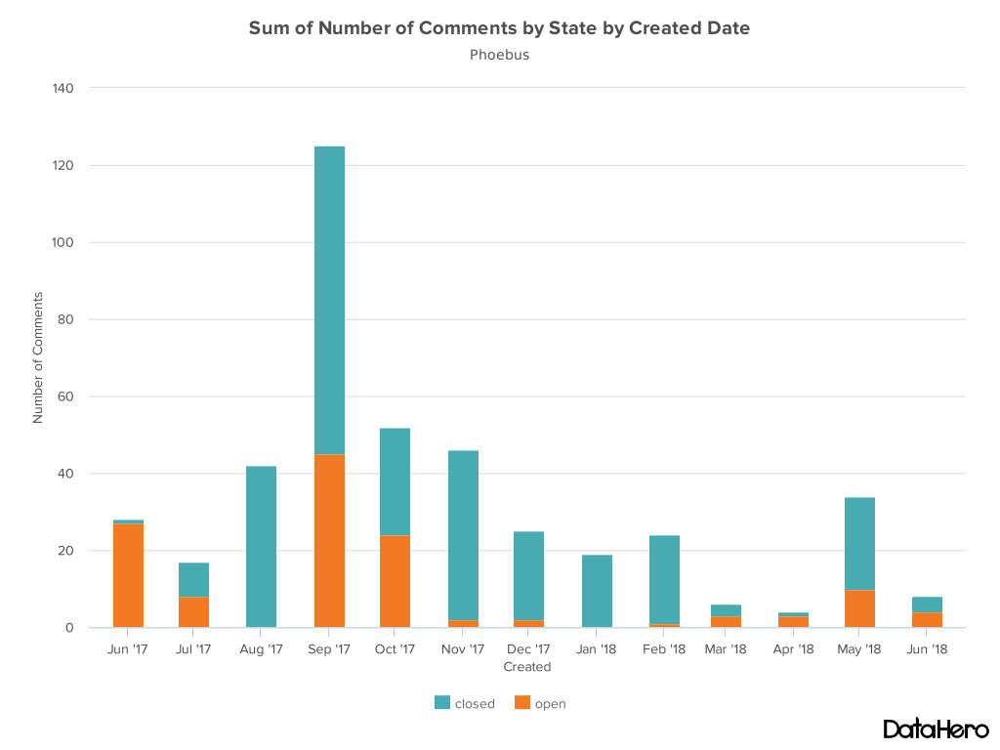 Sum of Number of Comments by State by Created Date
Phoebus
140
120
100
80
60
40
20
0
Number of Comments
Jun '17 Jul '17 Aug '17 Sep '17 Oct '17 Nov '17 Dec '17 Jan '18 Feb '18 Mar '18 Apr '18 May '18 Jun '18
Created
closed open
DataHero